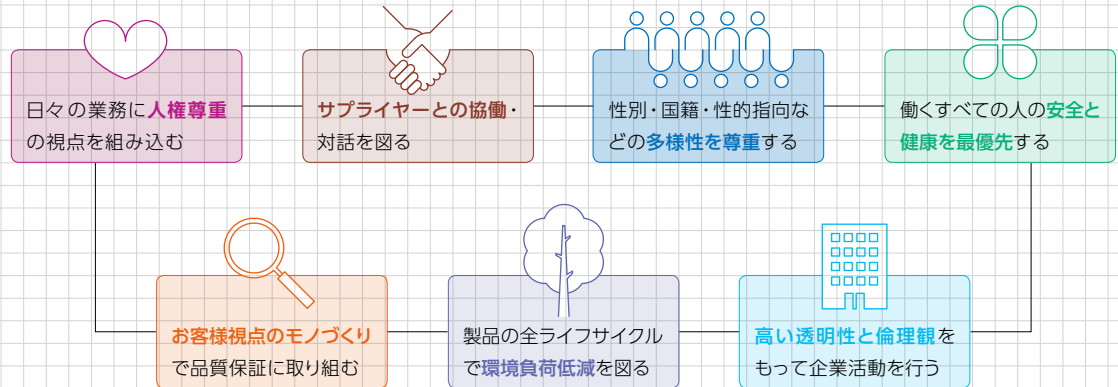 日々の業務に人権尊重
の視点を組み込む
サプライヤーとの協働・
対話を図る
性別・国籍・性的指向な
どの多様性を尊重する
働くすべての人の安全と
健康を最優先する
お客様視点のモノづくり
で品質保証に取り組む
製品の全ライフサイクル
で環境負荷低減を図る
高い透明性と倫理観を
もって企業活動を行う